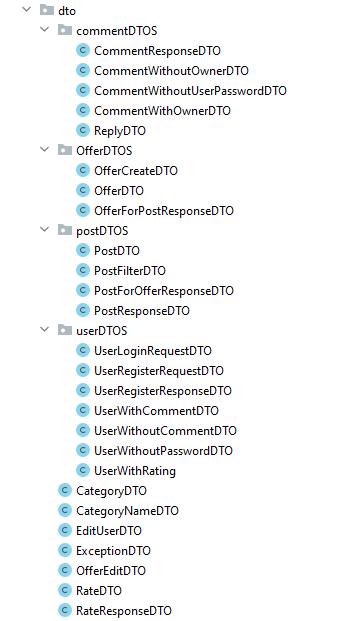 dto
commentDTOS
CommentResponseDTO
CommentWithoutOwnerDTO
CommentWithoutUserPasswordDTO
CommentWithOwnerDTO
ReplyDTO
OfferDTOS
OfferCreateDTO
OfferDTO
OfferForPostResponseDTO
postDTOS
PostDTO
PostFilterDTO
PostForOfferResponseDTO
PostResponseDTO
userDTOS
UserLoginRequestDTO
UserRegisterRequestDTO
UserRegisterResponseDTO
UserWithCommentDTO
UserWithoutCommentDTO
UserWithoutPasswordDTO
UserWithRating
CategoryDTO
CategoryNameDTO
EditUserDTO
ExceptionDTO
OfferEditDTO
RateDTO
RateResponseDTO